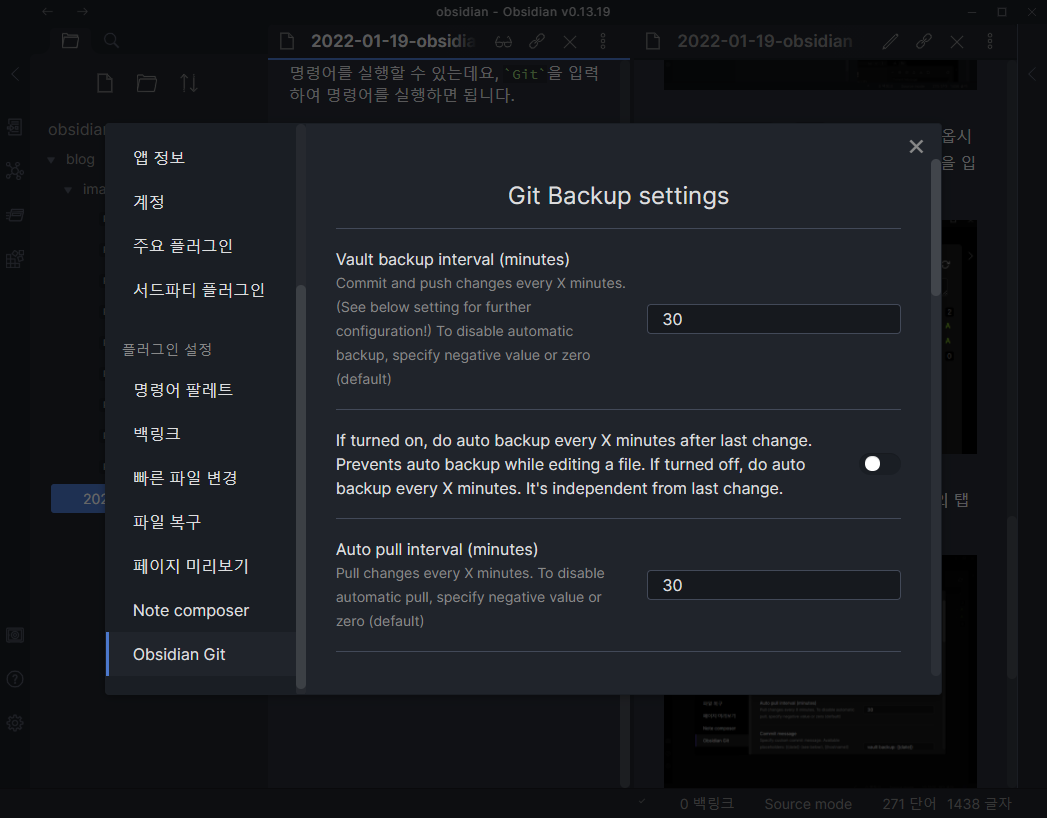 obsidian - Obsidian v0.13.19
2022-01-19-obsidia
2022-01-19-obsidian
명령어를 실행할 수 있는데요, `Git`을 입력
하여 명령어를 실행하면 됩니다.
옵시
을 입
의 탭
obsidian
blog
ima
202
앱 정보
계정
주요 플러그인
서드파티 플러그인
플러그인 설정
명령어 팔레트
백링크
빠른 파일 변경
파일 복구
페이지 미리보기
Note composer
Obsidian Git
Git Backup settings
Vault backup interval (minutes)
Commit and push changes every X minutes.
(See below setting for further
configuration!) To disable automatic
backup, specify negative value or zero
(default)
30
If turned on, do auto backup every X minutes after last change.
Prevents auto backup while editing a file. If turned off, do auto
backup every X minutes. It's independent from last change.
Auto pull interval (minutes)
Pull changes every X minutes. To disable
automatic pull, specify negative value or
zero (default)
30
0 백링크
Source mode
271 단어
1438 글자